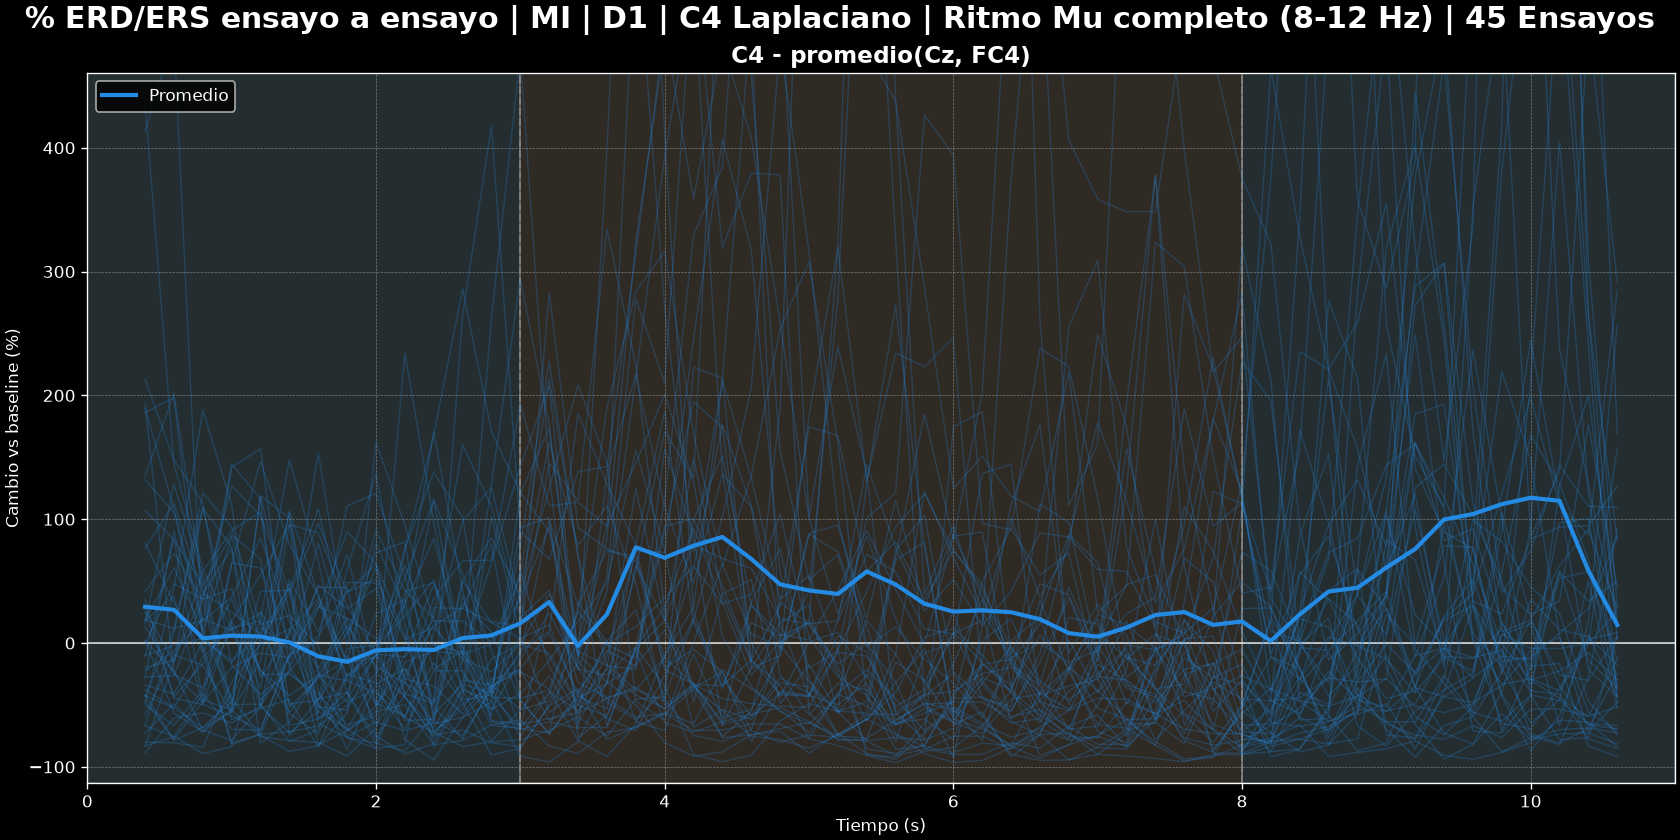 % ERD/ERS ensayo a ensayo | MI | D1 | C4 Laplaciano | Ritmo Mu completo (8-12 Hz) | 45 Ensayos
C4 - promedio(Cz, FC4)
Promedio
Cambio vs baseline (%)
400
300
200
100
0
−100
0 2 4 6 8 10
Tiempo (s)